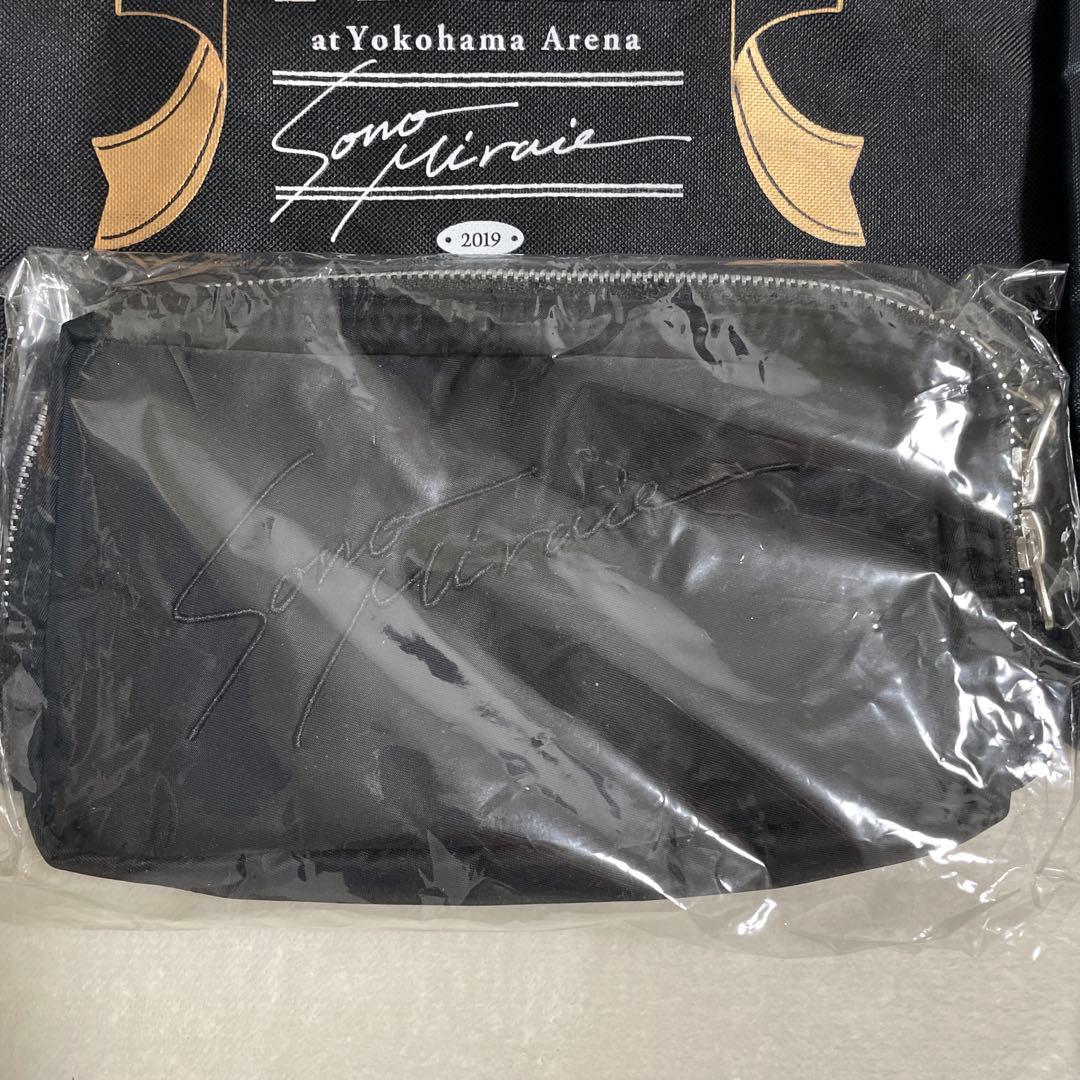 at Yokohama Arena
Sono
Miraie
2019
Sono
Miraie